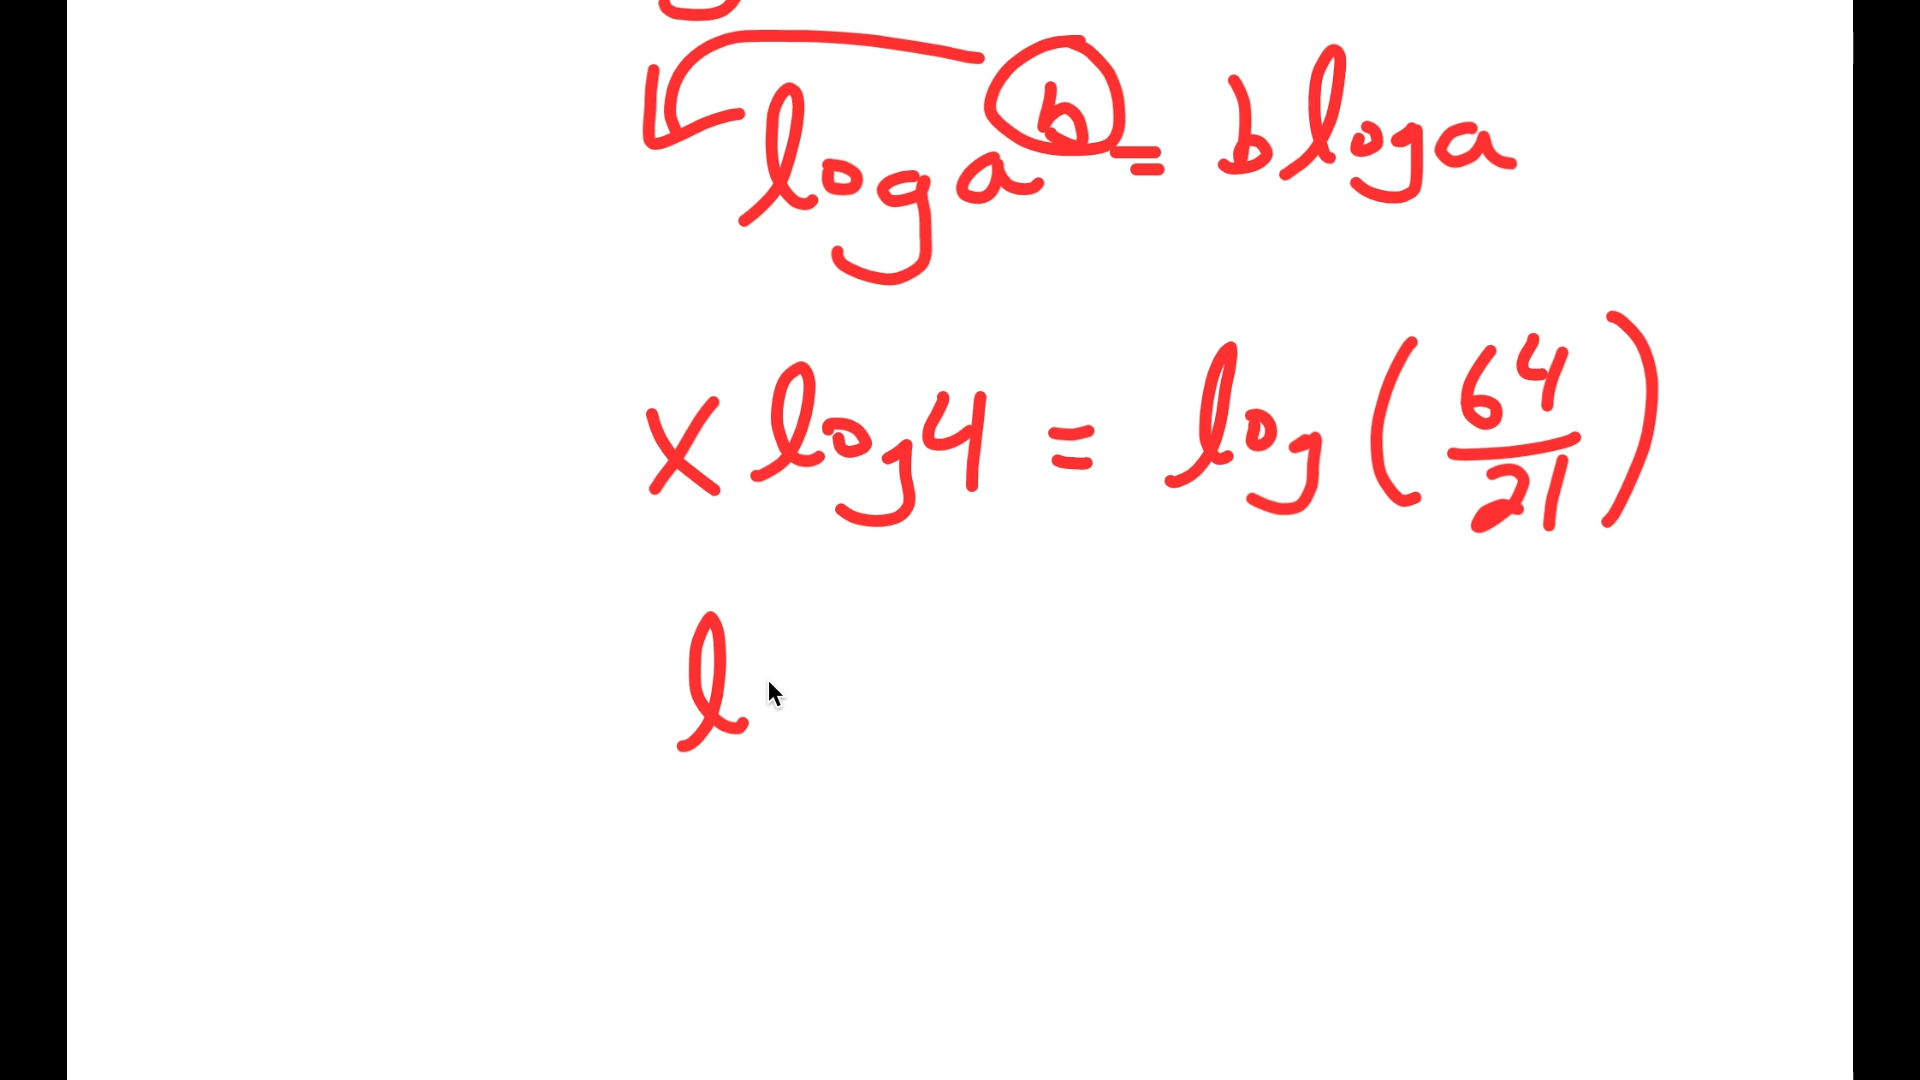 log a^b = b log a
x log 4 = log (64/21)
l